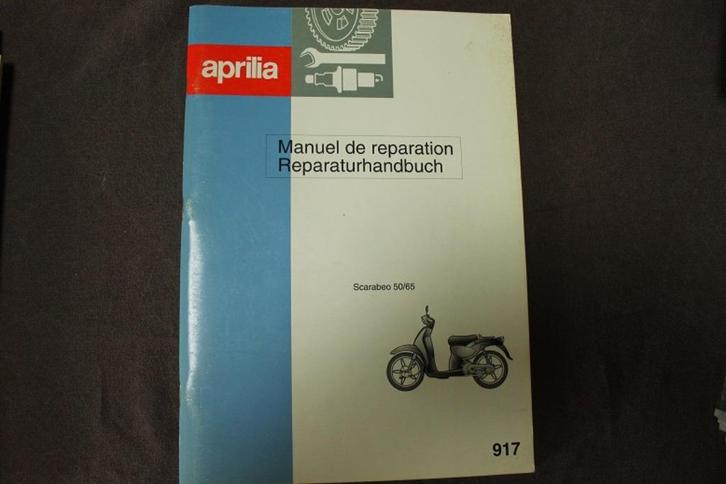 aprilia
Manuel de reparation
Reparaturhandbuch
Scarabeo 50/65
917